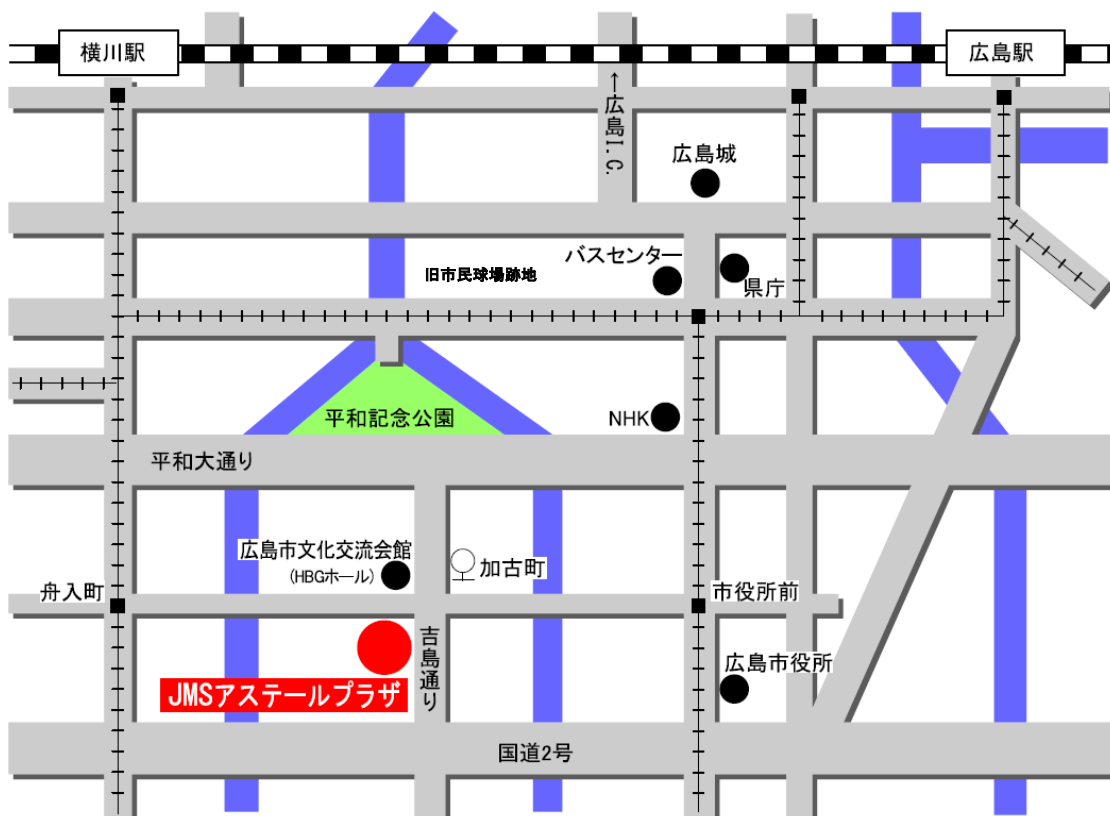 横川駅
広島駅
←広島I.C.
広島城
バスセンター
旧市民球場跡地
県庁
平和記念公園
NHK
平和大通り
広島市文化交流会館
(HBGホール)
加古町
舟入町
市役所前
吉島通り
広島市役所
JMSアステールプラザ
国道2号